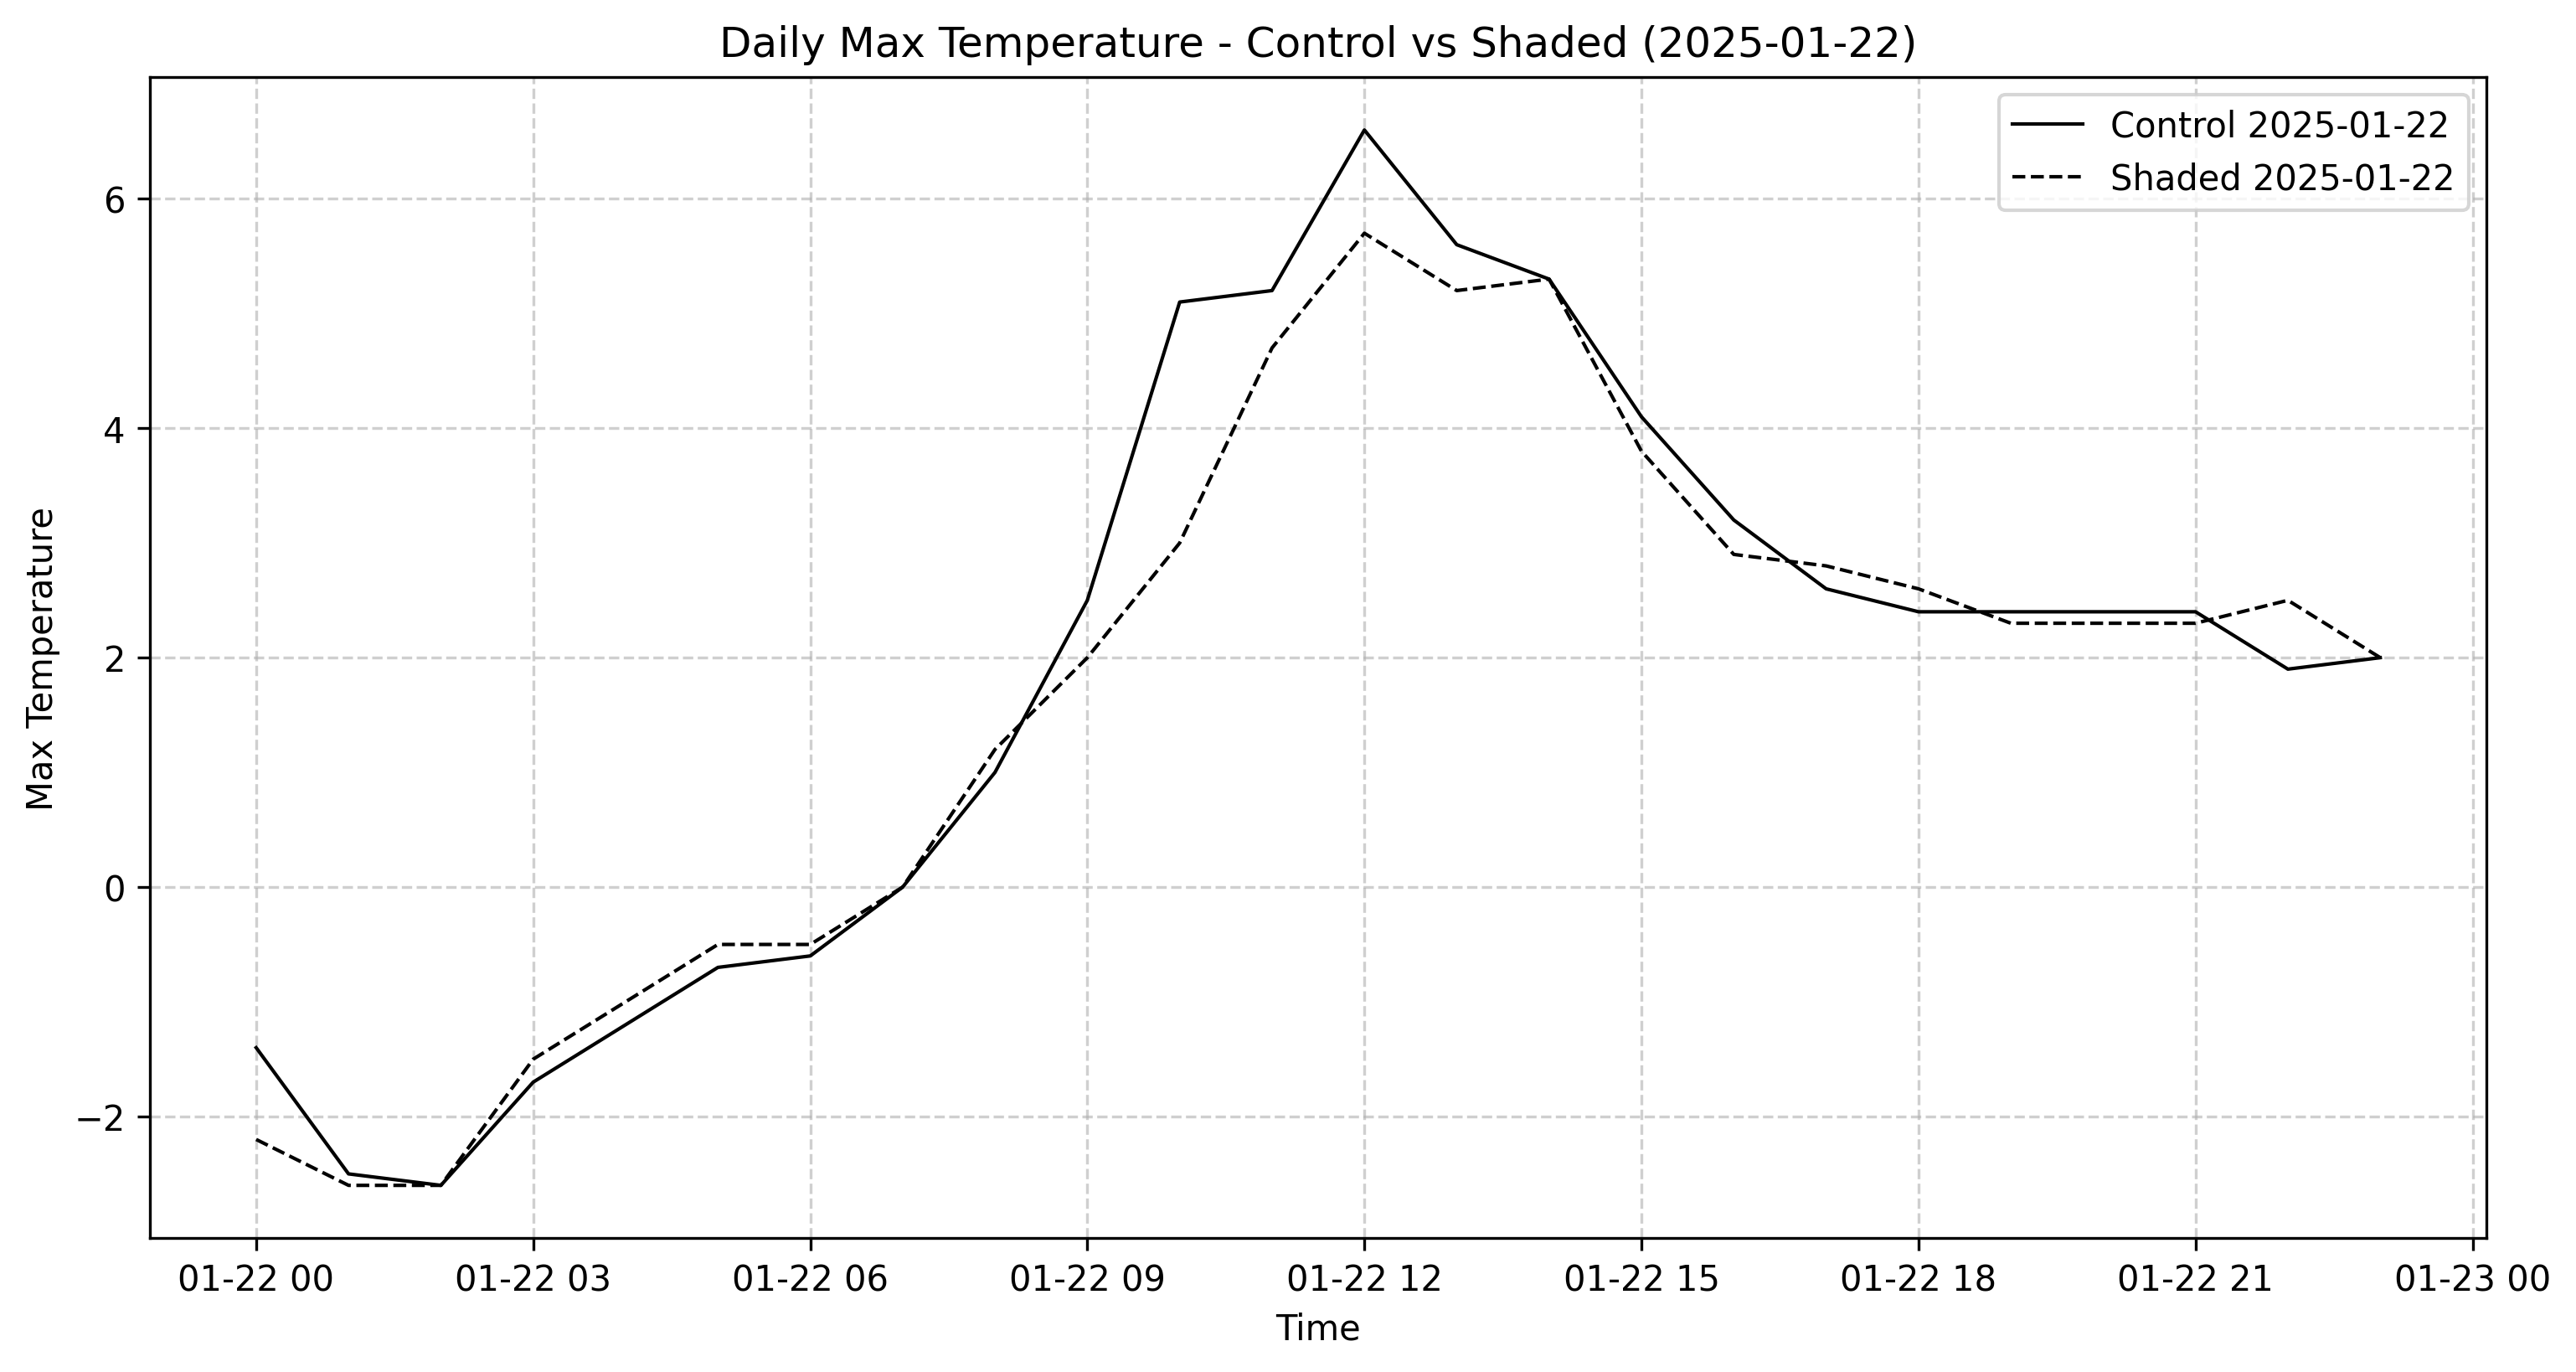 Daily Max Temperature - Control vs Shaded (2025-01-22)
Control 2025-01-22
Shaded 2025-01-22
Max Temperature
6
4
2
0
−2
01-22 00 01-22 03 01-22 06 01-22 09 01-22 12 01-22 15 01-22 18 01-22 21 01-23 00
Time